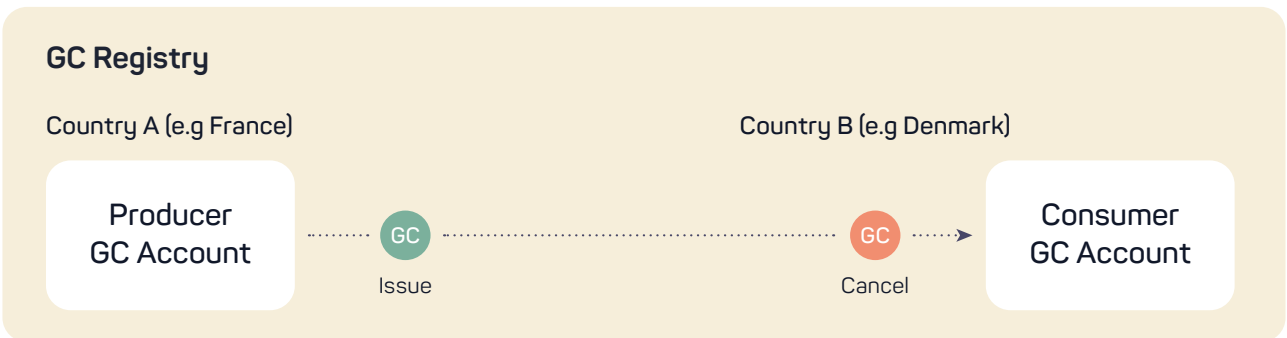 GC Registry
Country A (e.g France)
Country B (e.g Denmark)
Producer
GC Account
GC
Issue
GC
Cancel
Consumer
GC Account